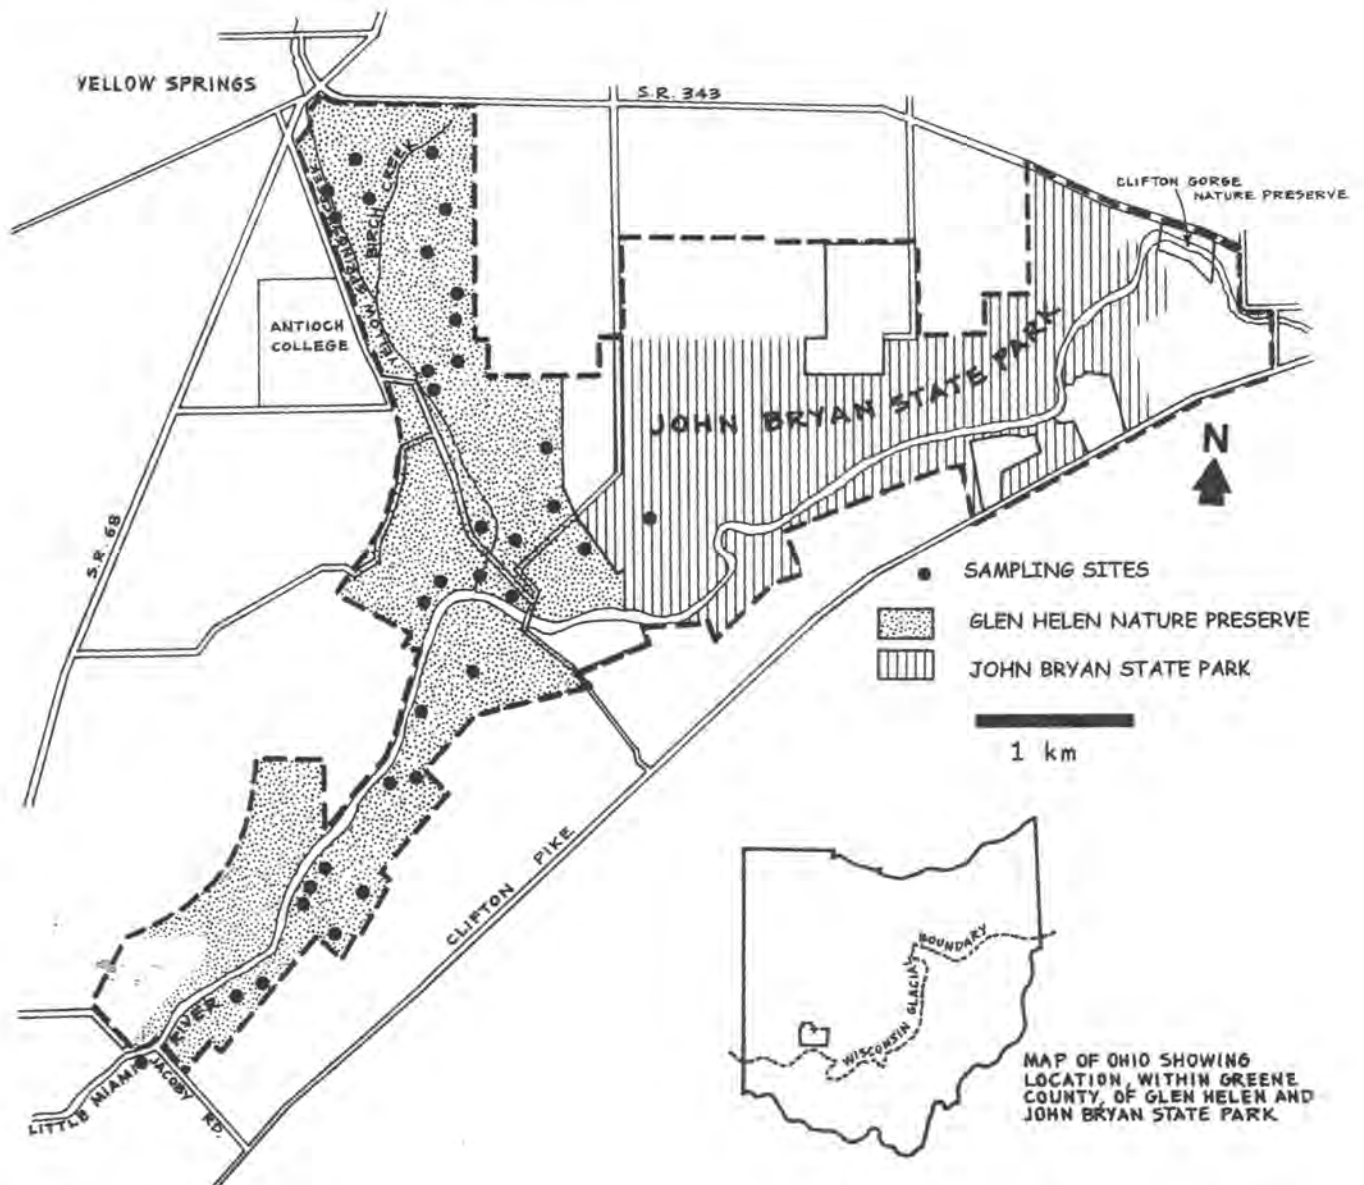 YELLOW SPRINGS
S.R. 343
CLIFTON GORGE
NATURE PRESERVE
BIRCH CREEK
YELLOW SPRINGS CREEK
ANTIOCH
COLLEGE
JOHN BRYAN STATE PARK
N
S.R. 68
SAMPLING SITES
GLEN HELEN NATURE PRESERVE
JOHN BRYAN STATE PARK
1 km
CLIFTON PIKE
BOUNDARY
WISCONSIN GLACIAL
LITTLE MIAMI RIVER
JACOBY RD.
MAP OF OHIO SHOWING
LOCATION, WITHIN GREENE
COUNTY, OF GLEN HELEN AND
JOHN BRYAN STATE PARK